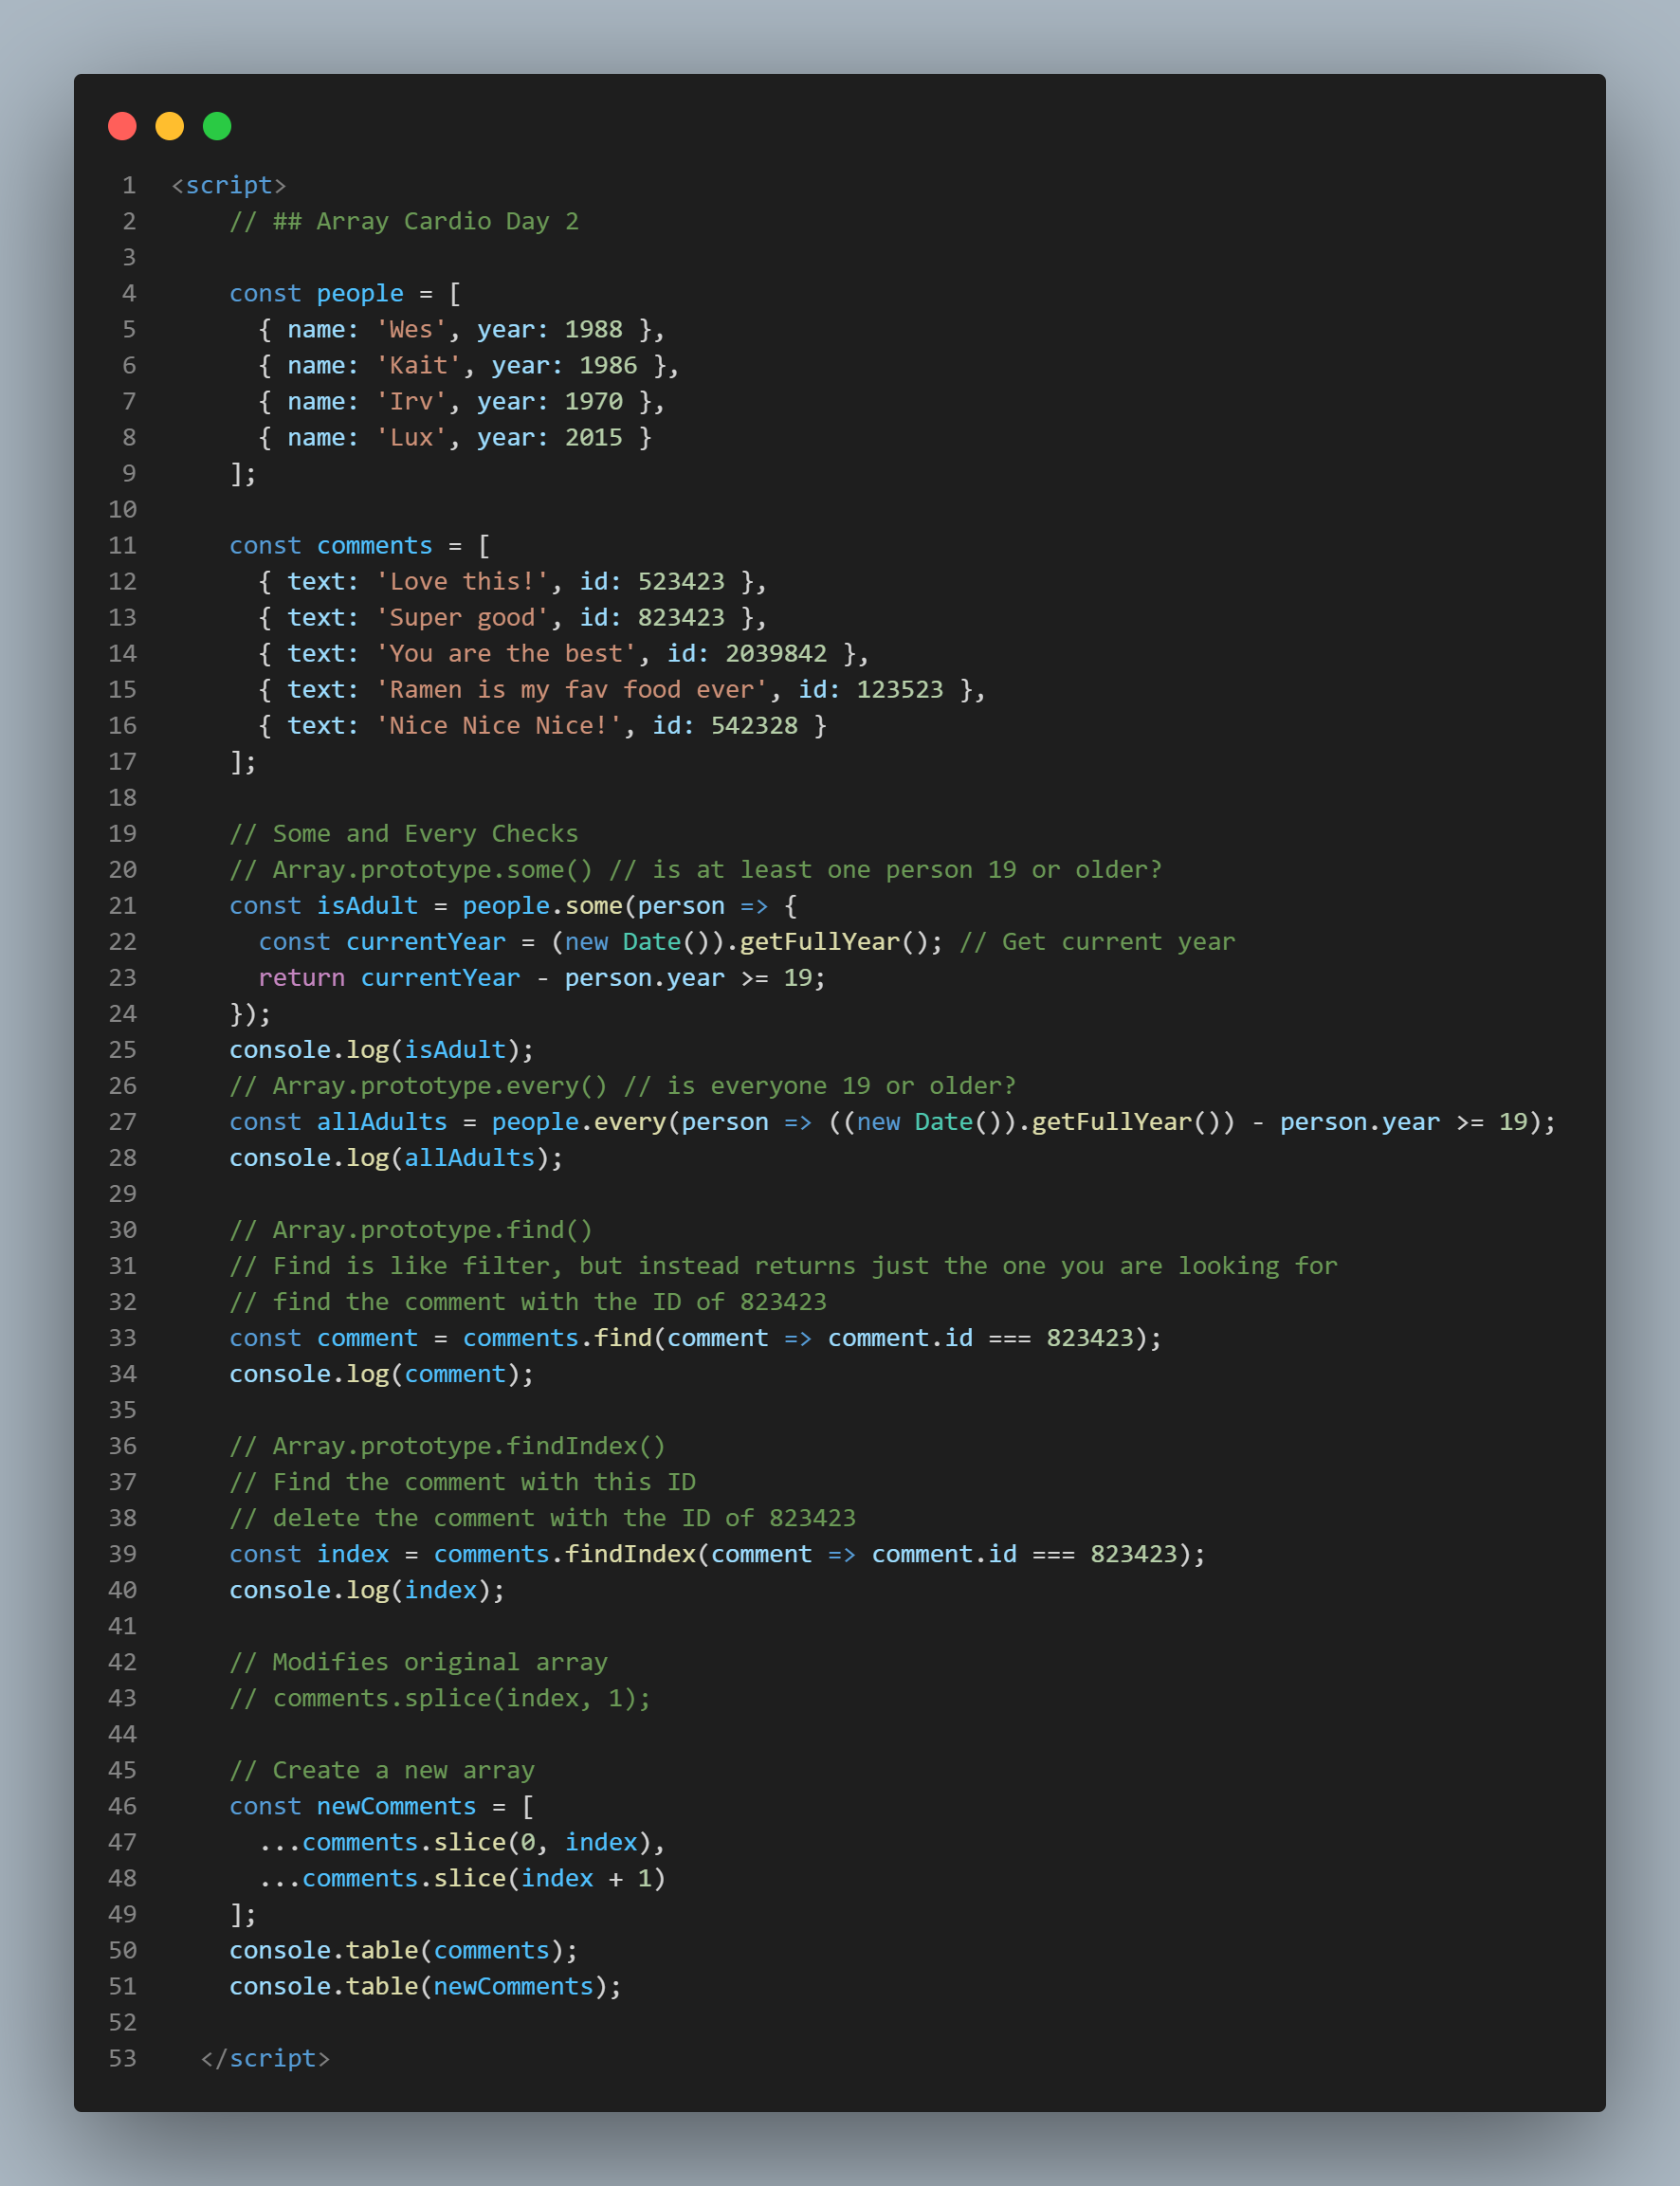 1 <script>
2 // ## Array Cardio Day 2
3
4 const people = [
5 { name: 'Wes', year: 1988 },
6 { name: 'Kait', year: 1986 },
7 { name: 'Irv', year: 1970 },
8 { name: 'Lux', year: 2015 }
9 ];
10
11 const comments = [
12 { text: 'Love this!', id: 523423 },
13 { text: 'Super good', id: 823423 },
14 { text: 'You are the best', id: 2039842 },
15 { text: 'Ramen is my fav food ever', id: 123523 },
16 { text: 'Nice Nice Nice!', id: 542328 }
17 ];
18
19 // Some and Every Checks
20 // Array.prototype.some() // is at least one person 19 or older?
21 const isAdult = people.some(person => {
22 const currentYear = (new Date()).getFullYear(); // Get current year
23 return currentYear - person.year >= 19;
24 });
25 console.log(isAdult);
26 // Array.prototype.every() // is everyone 19 or older?
27 const allAdults = people.every(person => ((new Date()).getFullYear()) - person.year >= 19);
28 console.log(allAdults);
29
30 // Array.prototype.find()
31 // Find is like filter, but instead returns just the one you are looking for
32 // find the comment with the ID of 823423
33 const comment = comments.find(comment => comment.id === 823423);
34 console.log(comment);
35
36 // Array.prototype.findIndex()
37 // Find the comment with this ID
38 // delete the comment with the ID of 823423
39 const index = comments.findIndex(comment => comment.id === 823423);
40 console.log(index);
41
42 // Modifies original array
43 // comments.splice(index, 1);
44
45 // Create a new array
46 const newComments = [
47 ...comments.slice(0, index),
48 ...comments.slice(index + 1)
49 ];
50 console.table(comments);
51 console.table(newComments);
52
53 </script>